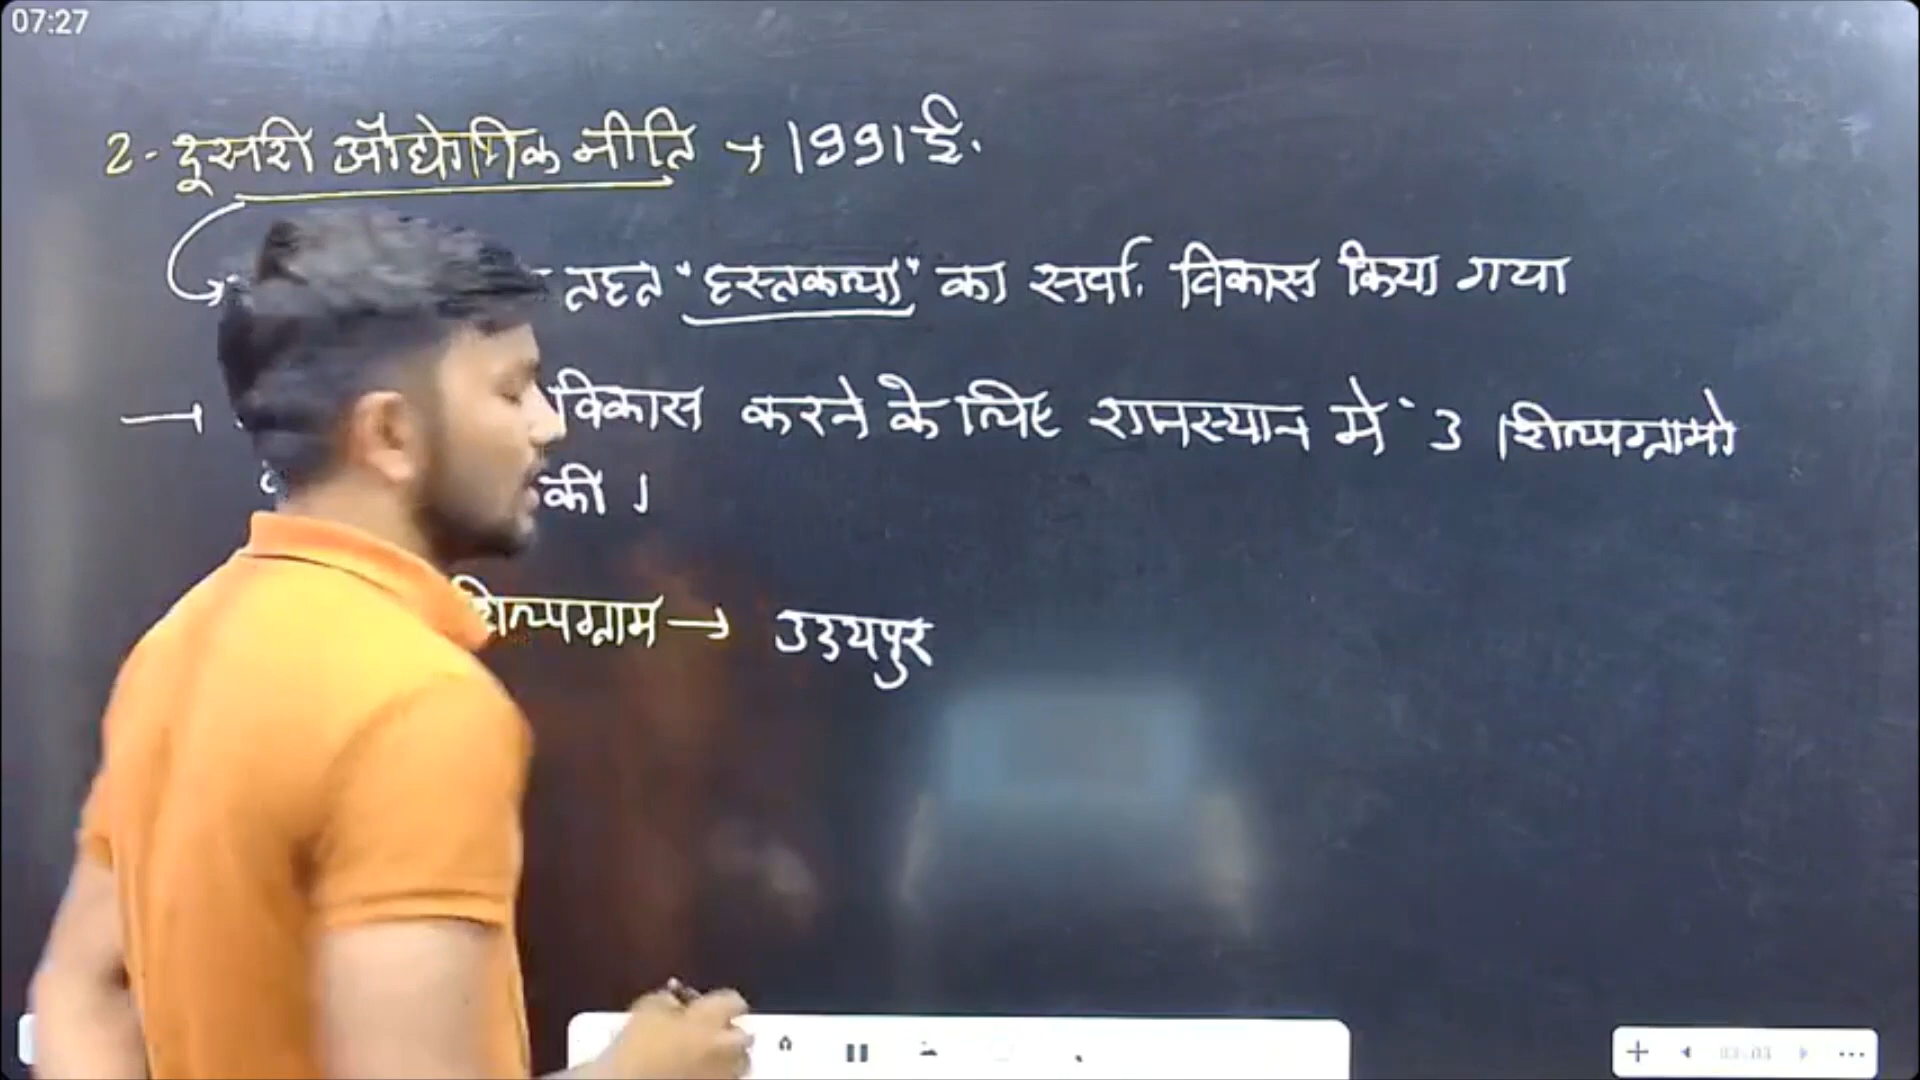 07:27
2- दूसरी औद्योगिक नीति → 1991 ई.
तहत "हस्तकला" का सर्वा. विकास किया गया
→ विकास करने के लिए राजस्थान में 3 शिल्पग्रामो
की ।
शिल्पग्राम → उदयपुर